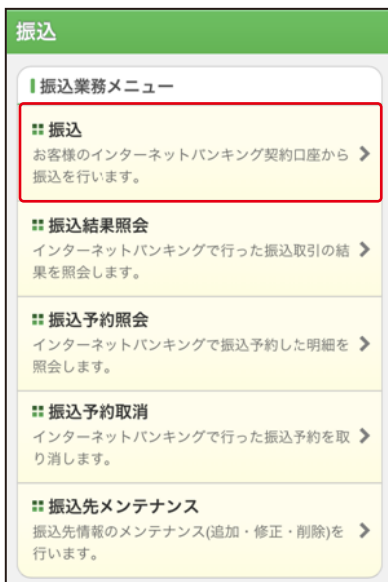 振込
振込業務メニュー
振込
お客様のインターネットバンキング契約口座から
振込を行います。
振込結果照会
インターネットバンキングで行った振込取引の結
果を照会します。
振込予約照会
インターネットバンキングで振込予約した明細を
照会します。
振込予約取消
インターネットバンキングで行った振込予約を取
り消します。
振込先メンテナンス
振込先情報のメンテナンス(追加・修正・削除)を
行います。